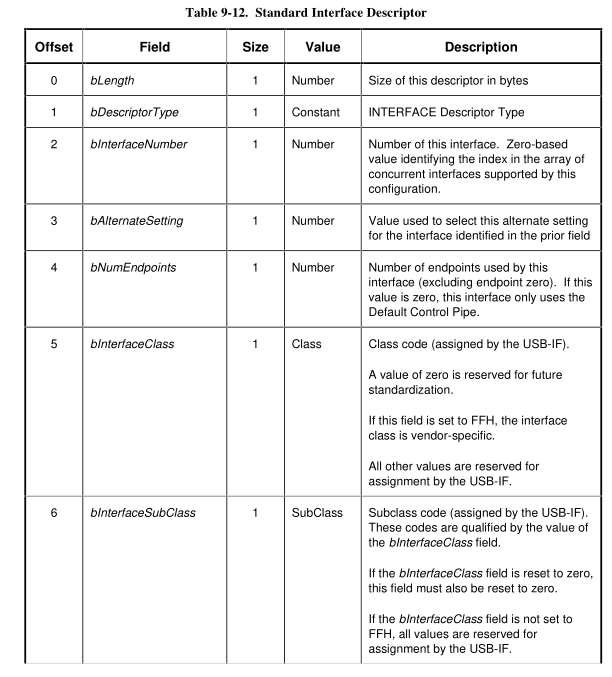 Table 9-12. Standard Interface Descriptor
Offset Field Size Value Description
0 bLength 1 Number Size of this descriptor in bytes
1 bDescriptorType 1 Constant INTERFACE Descriptor Type
2 bInterfaceNumber 1 Number Number of this interface. Zero-based
value identifying the index in the array of
concurrent interfaces supported by this
configuration.
3 bAlternateSetting 1 Number Value used to select this alternate setting
for the interface identified in the prior field
4 bNumEndpoints 1 Number Number of endpoints used by this
interface (excluding endpoint zero). If this
value is zero, this interface only uses the
Default Control Pipe.
5 bInterfaceClass 1 Class Class code (assigned by the USB-IF).
A value of zero is reserved for future
standardization.
If this field is set to FFH, the interface
class is vendor-specific.
All other values are reserved for
assignment by the USB-IF.
6 bInterfaceSubClass 1 SubClass Subclass code (assigned by the USB-IF).
These codes are qualified by the value of
the bInterfaceClass field.
If the bInterfaceClass field is reset to zero,
this field must also be reset to zero.
If the bInterfaceClass field is not set to
FFH, all values are reserved for
assignment by the USB-IF.